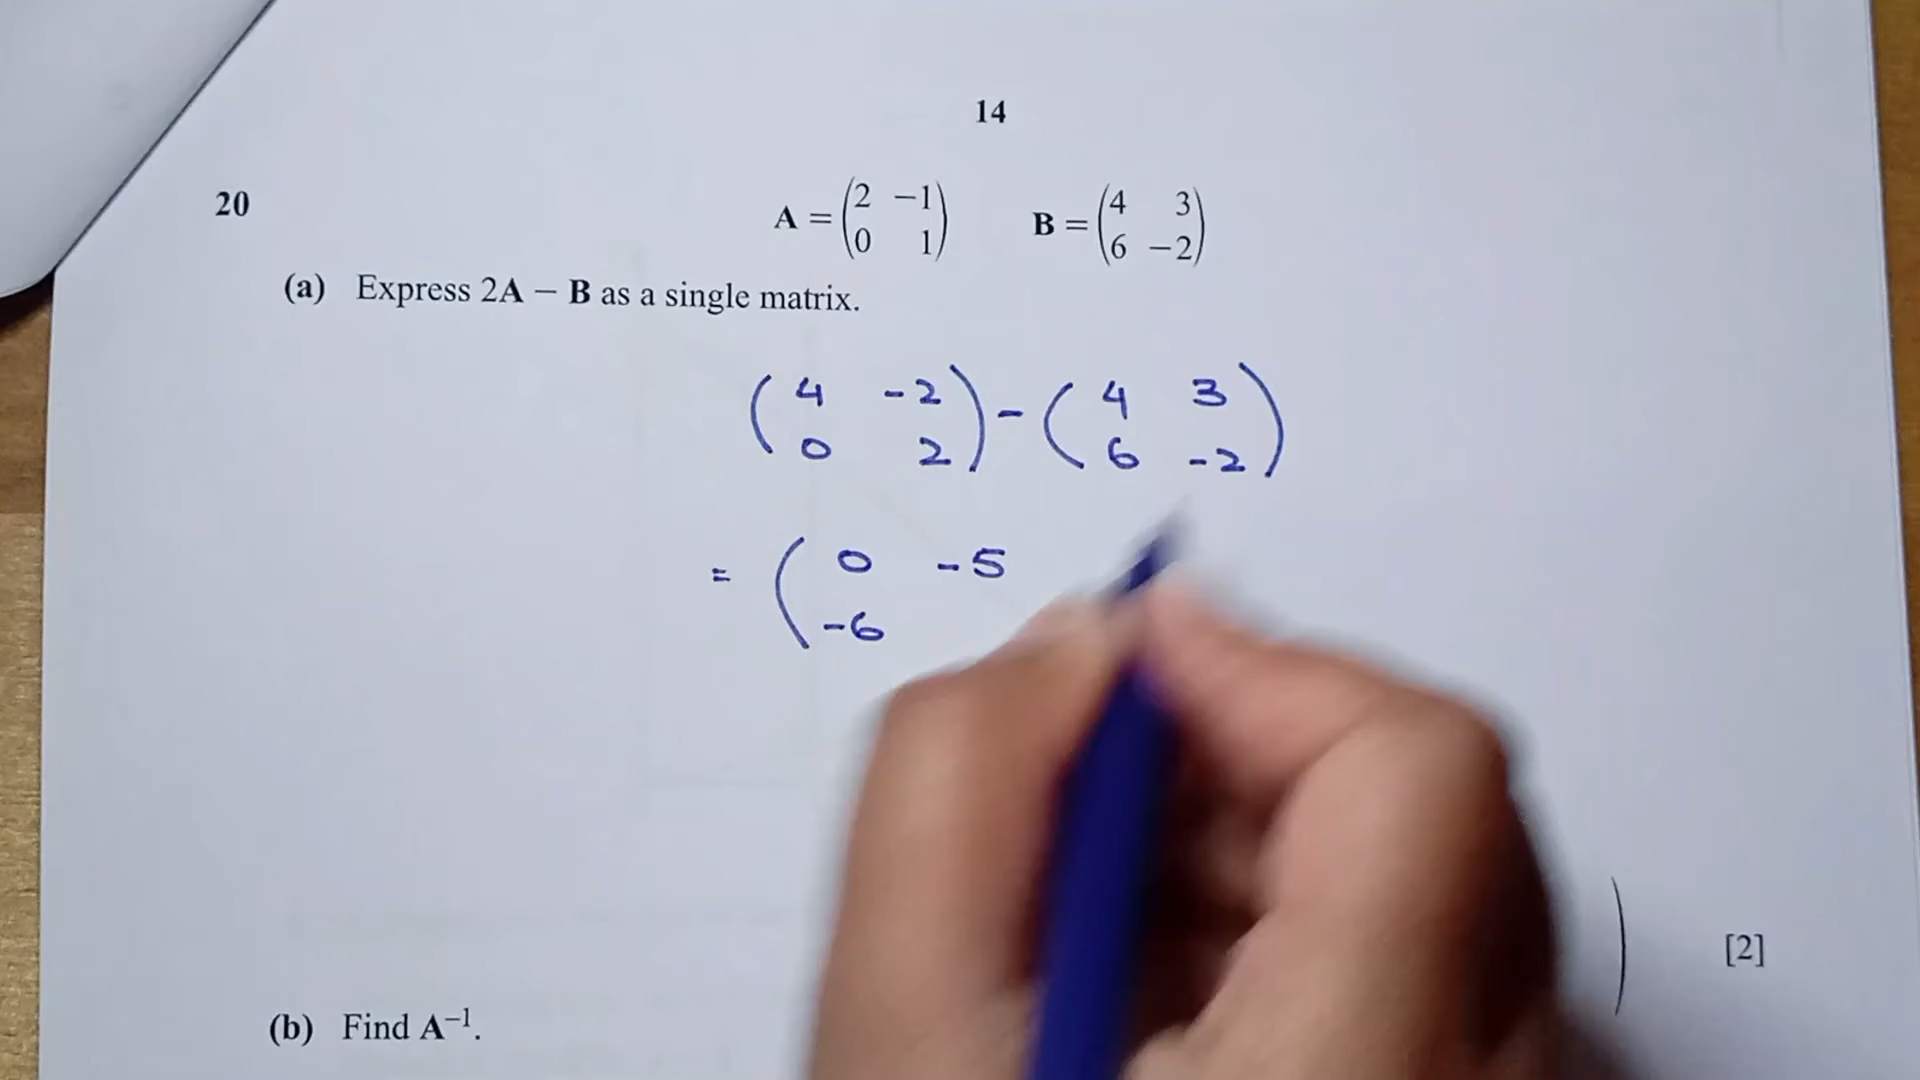 14
20
A = (2 −1
0 1) B = (4 3
6 −2)
(a) Express 2A − B as a single matrix.
(4 -2
0 2) - (4 3
6 -2)
= (0 -5
-6
) [2]
(b) Find A⁻¹.